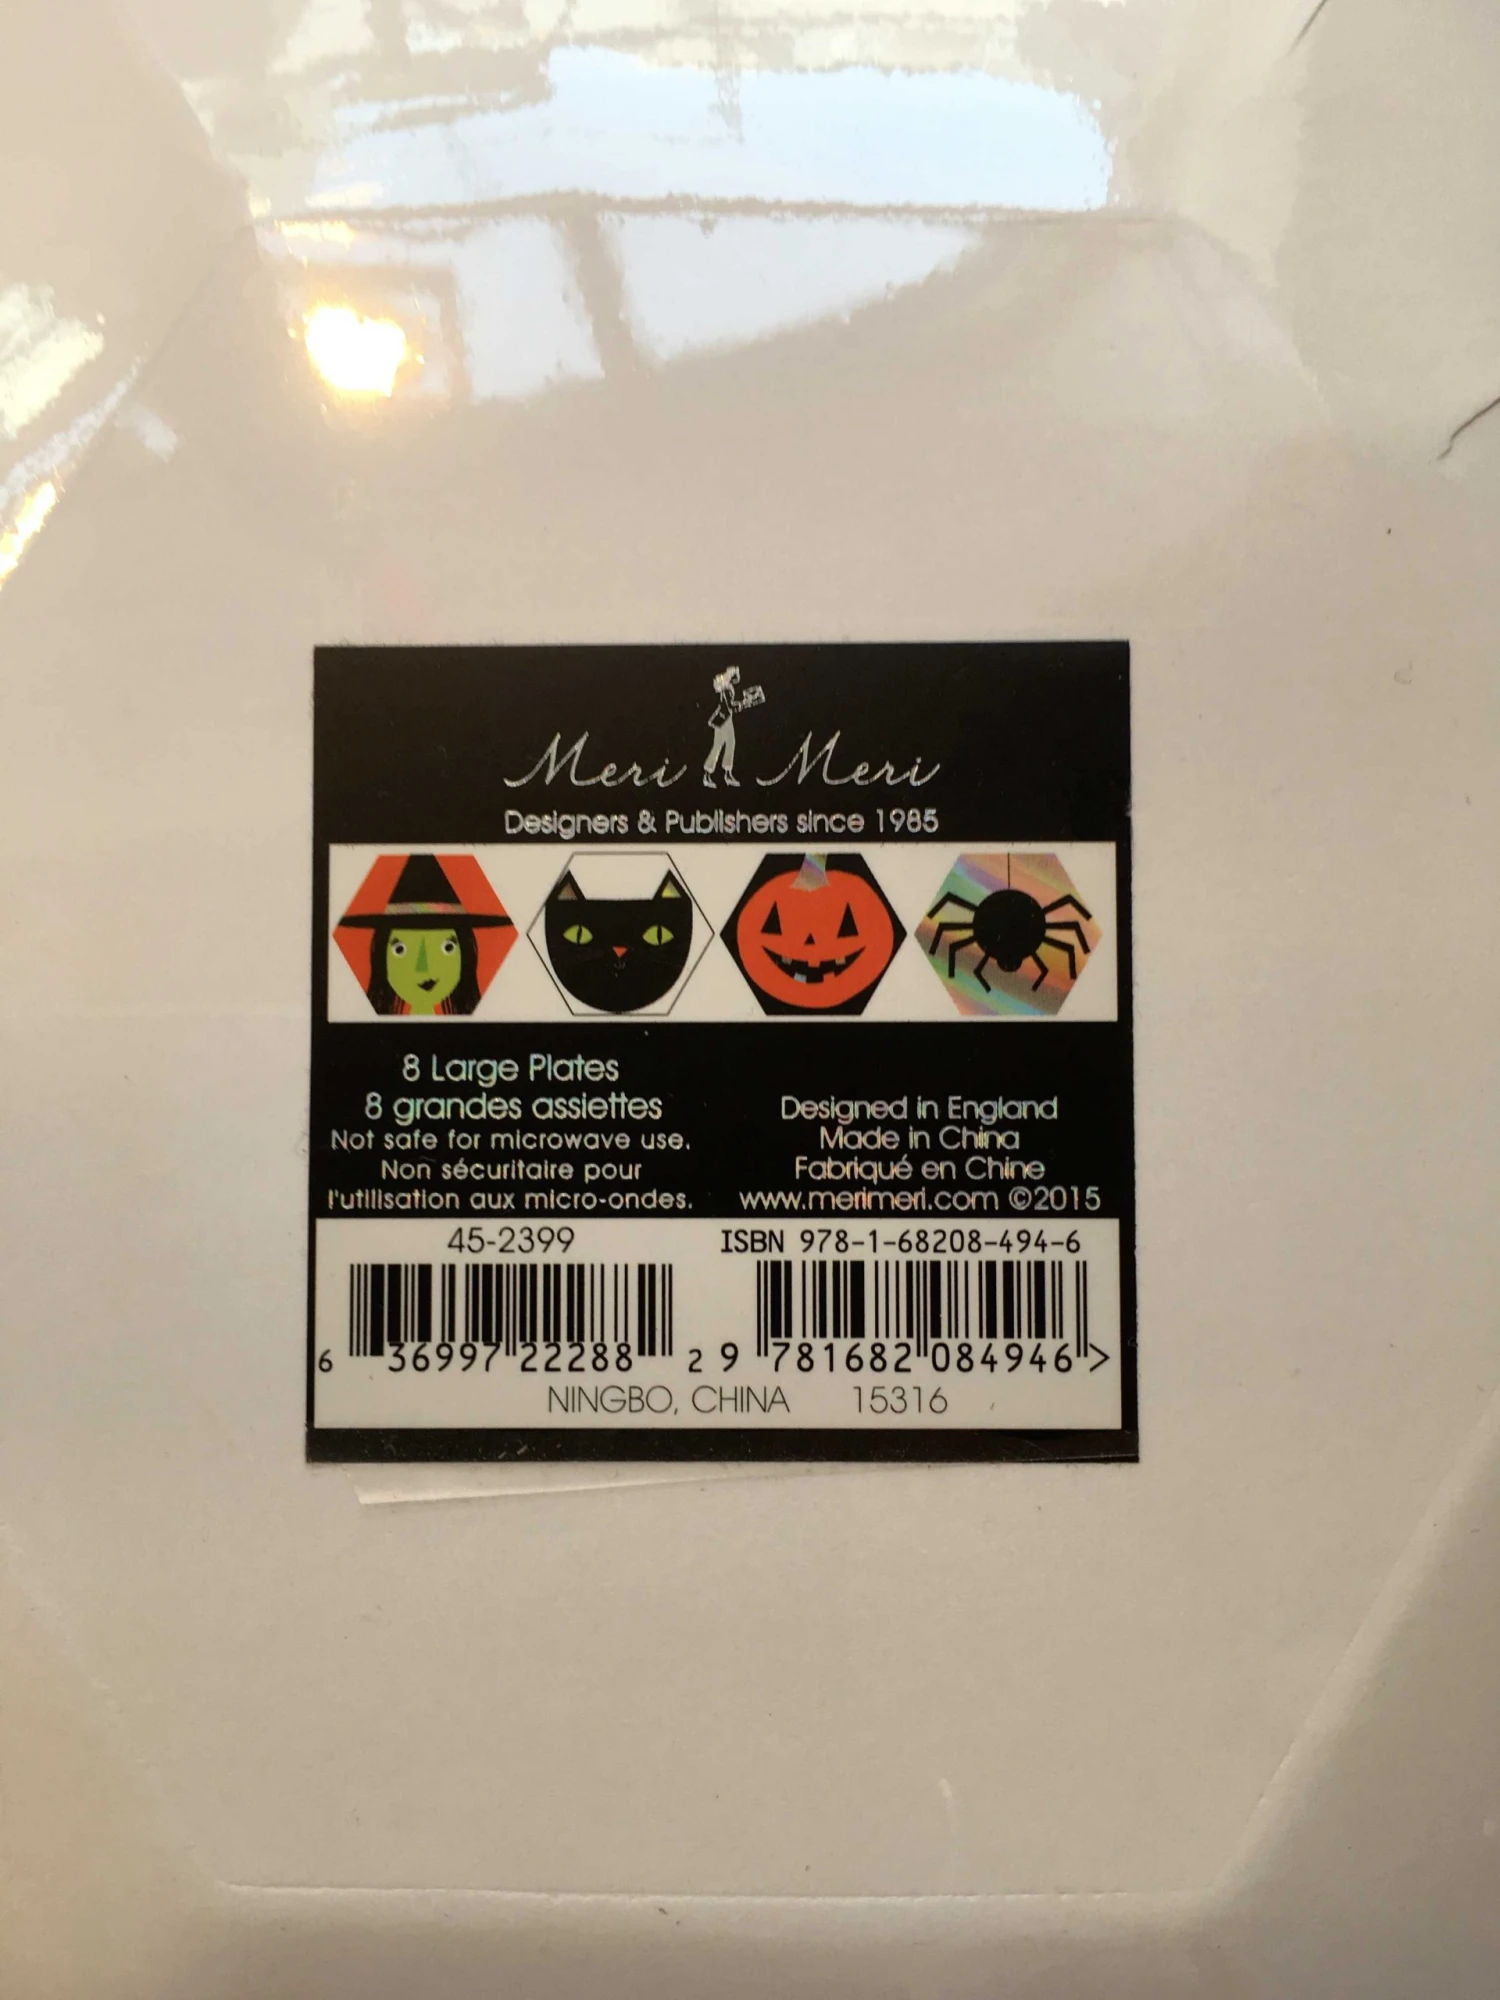 Meri Meri
Designers & Publishers since 1985
8 Large Plates
8 grandes assiettes
Not safe for microwave use.
Non sécuritaire pour
l'utilisation aux micro-ondes.
Designed in England
Made in China
Fabriqué en Chine
www.merimeri.com ©2015
45-2399
ISBN 978-1-68208-494-6
6 36997 22288 2
9 781682 084946 >
NINGBO, CHINA 15316